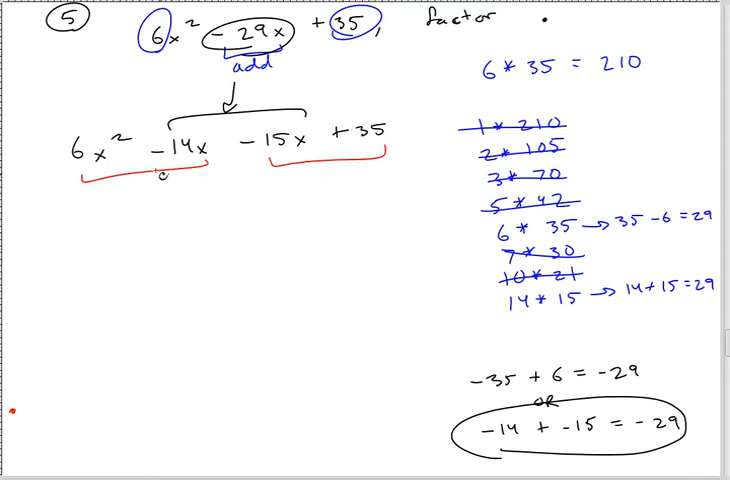 5 6x² - 29x + 35, factor .
add
6 * 35 = 210
6x² -14x -15x +35
1 * 210
2 * 105
3 * 70
5 * 42
6 * 35 → 35 - 6 = 29
7 * 30
10 * 21
14 * 15 → 14 + 15 = 29
-35 + 6 = -29
OR
-14 + -15 = -29